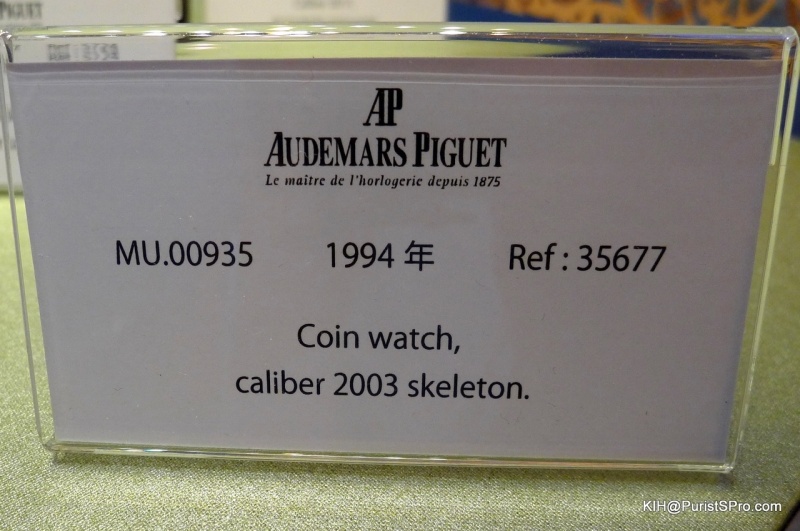 AP
AUDEMARS PIGUET
Le maître de l'horlogerie depuis 1875
MU.00935 1994 年 Ref : 35677
Coin watch,
caliber 2003 skeleton.
KIH@PuristSPro.com